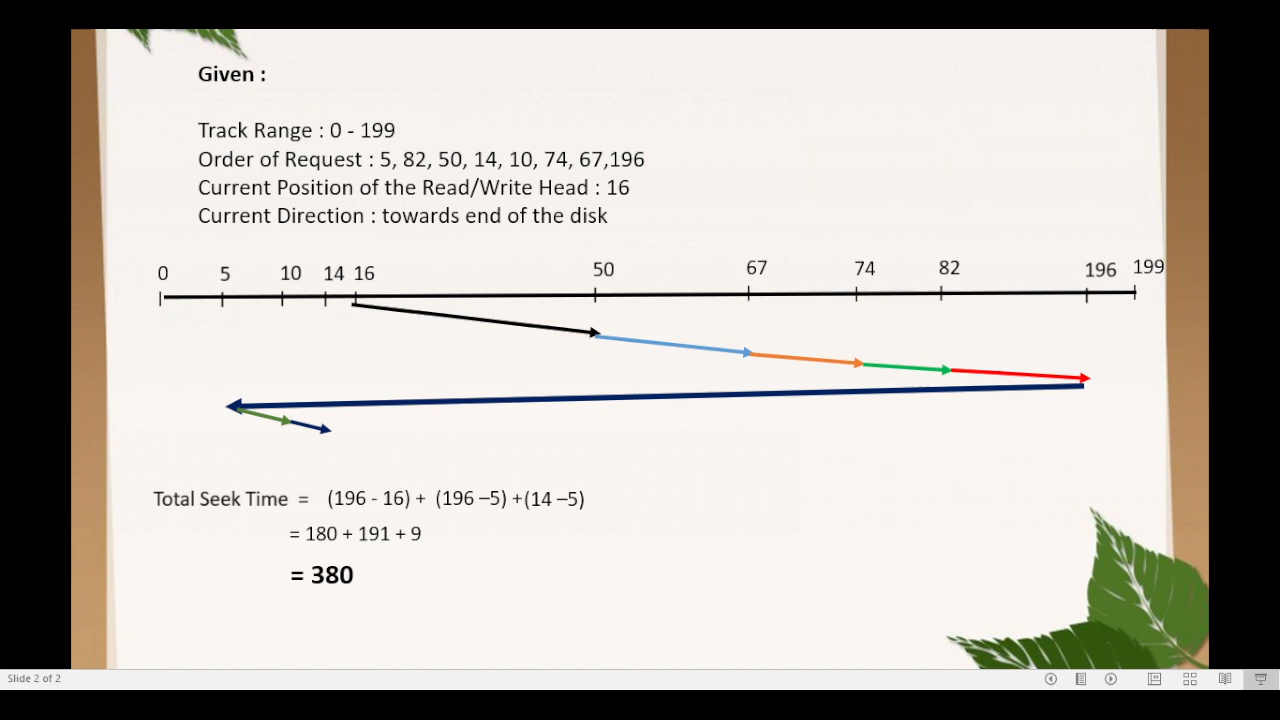 Given :
Track Range : 0 - 199
Order of Request : 5, 82, 50, 14, 10, 74, 67,196
Current Position of the Read/Write Head : 16
Current Direction : towards end of the disk
0 5 10 14 16 50 67 74 82 196 199
Total Seek Time = (196 - 16) + (196 –5) +(14 –5)
= 180 + 191 + 9
= 380
Slide 2 of 2